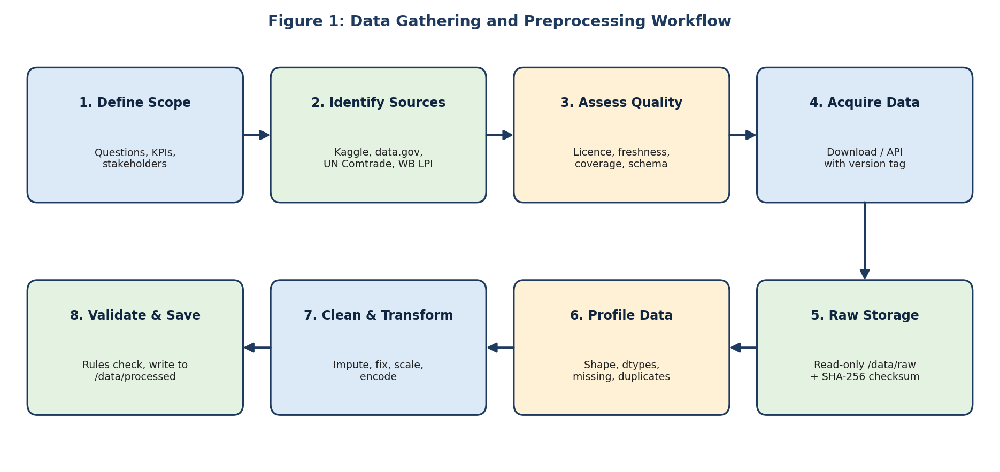 Figure 1: Data Gathering and Preprocessing Workflow
1. Define Scope
Questions, KPIs,
stakeholders
2. Identify Sources
Kaggle, data.gov,
UN Comtrade, WB LPI
3. Assess Quality
Licence, freshness,
coverage, schema
4. Acquire Data
Download / API
with version tag
5. Raw Storage
Read-only /data/raw
+ SHA-256 checksum
6. Profile Data
Shape, dtypes,
missing, duplicates
7. Clean & Transform
Impute, fix, scale,
encode
8. Validate & Save
Rules check, write to
/data/processed